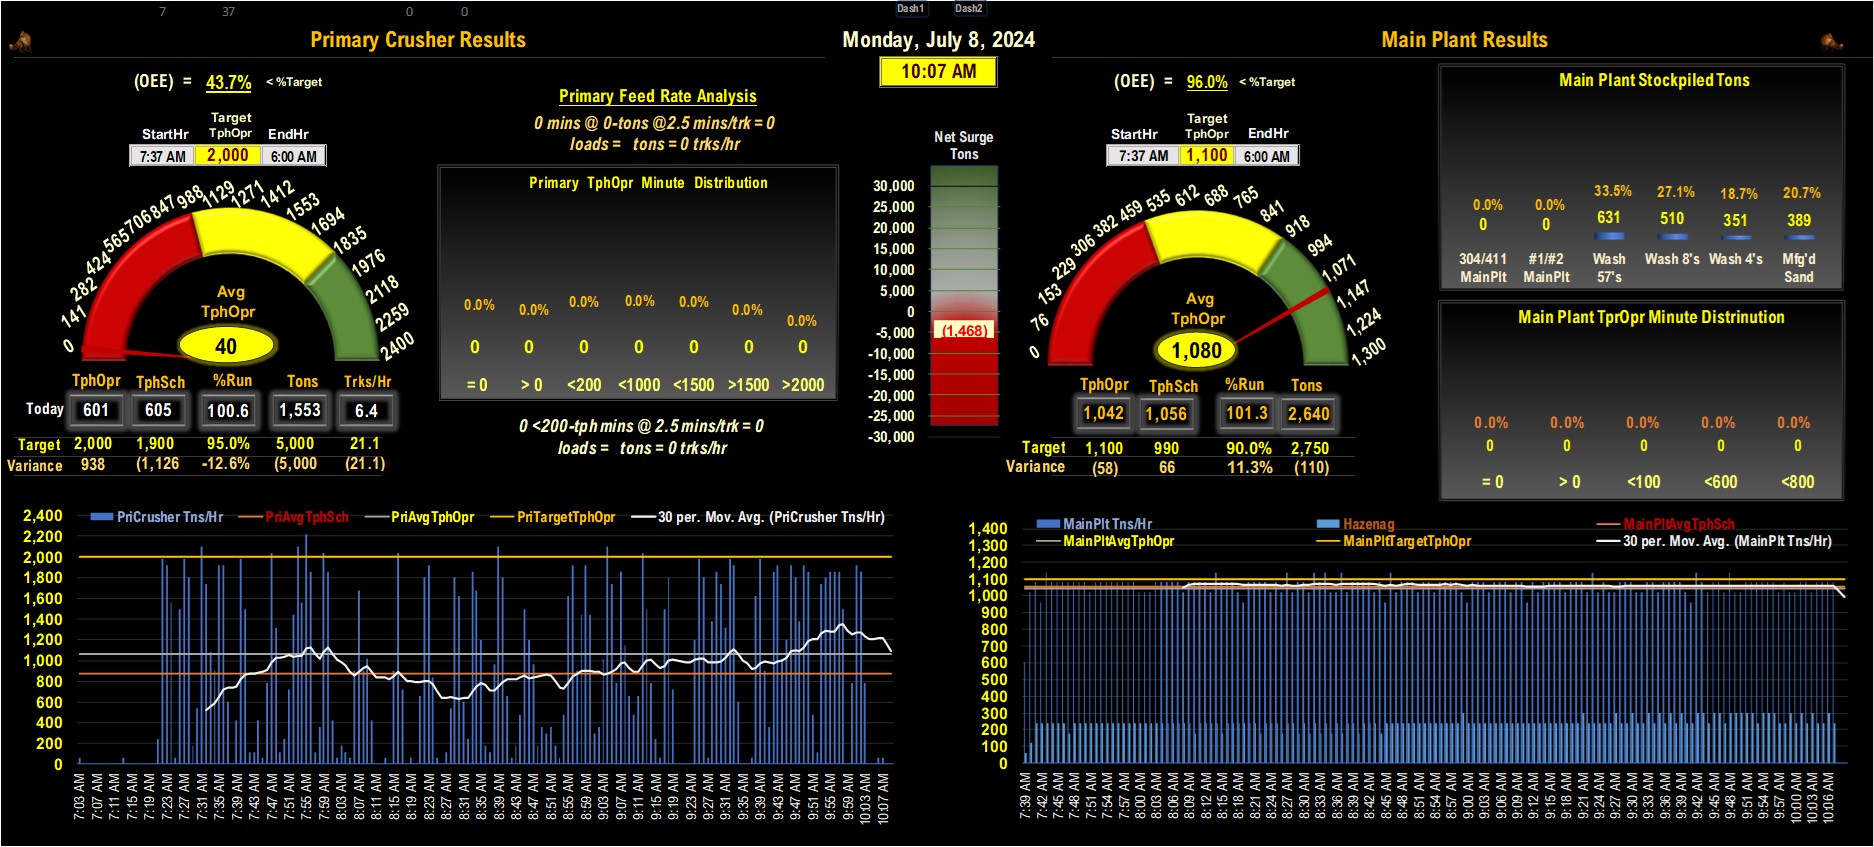 7 37 0 0 Dash1 Dash2
Primary Crusher Results
Monday, July 8, 2024
Main Plant Results
10:07 AM
(OEE) = 43.7% < %Target
Target
StartHr TphOpr EndHr
7:37 AM 2,000 6:00 AM
0 141 282 424 565 706 847 988 1129 1271 1412 1553 1694 1835 1976 2118 2259 2400
Avg
TphOpr
40
TphOpr TphSch %Run Tons Trks/Hr
Today 601 605 100.6 1,553 6.4
Target 2,000 1,900 95.0% 5,000 21.1
Variance 938 (1,126 -12.6% (5,000 (21.1)
Primary Feed Rate Analysis
0 mins @ 0-tons @2.5 mins/trk = 0
loads = tons = 0 trks/hr
Primary TphOpr Minute Distribution
0.0% 0.0% 0.0% 0.0% 0.0% 0.0% 0.0%
0 0 0 0 0 0 0
= 0 > 0 <200 <1000 <1500 >1500 >2000
0 <200-tph mins @ 2.5 mins/trk = 0
loads = tons = 0 trks/hr
Net Surge
Tons
30,000
25,000
20,000
15,000
10,000
5,000
0
-5,000
(1,468)
-10,000
-15,000
-20,000
-25,000
-30,000
(OEE) = 96.0% < %Target
Target
StartHr TphOpr EndHr
7:37 AM 1,100 6:00 AM
0 76 153 229 306 382 459 535 612 688 765 841 918 994 1,071 1,147 1,224 1,300
Avg
TphOpr
1,080
TphOpr TphSch %Run Tons
1,042 1,056 101.3 2,640
Target 1,100 990 90.0% 2,750
Variance (58) 66 11.3% (110)
Main Plant Stockpiled Tons
0.0% 0.0% 33.5% 27.1% 18.7% 20.7%
0 0 631 510 351 389
304/411 #1/#2 Wash Wash 8's Wash 4's Mfg'd
MainPlt MainPlt 57's Sand
Main Plant TprOpr Minute Distrinution
0.0% 0.0% 0.0% 0.0% 0.0%
0 0 0 0 0
= 0 > 0 <100 <600 <800
PriCrusher Tns/Hr PriAvgTphSch PriAvgTphOpr PriTargetTphOpr 30 per. Mov. Avg. (PriCrusher Tns/Hr)
2,400
2,200
2,000
1,800
1,600
1,400
1,200
1,000
800
600
400
200
0
7:03 AM 7:07 AM 7:11 AM 7:15 AM 7:19 AM 7:23 AM 7:27 AM 7:31 AM 7:35 AM 7:39 AM 7:43 AM 7:47 AM 7:51 AM 7:55 AM 7:59 AM 8:03 AM 8:07 AM 8:11 AM 8:15 AM 8:19 AM 8:23 AM 8:27 AM 8:31 AM 8:35 AM 8:39 AM 8:43 AM 8:47 AM 8:51 AM 8:55 AM 8:59 AM 9:03 AM 9:07 AM 9:11 AM 9:15 AM 9:19 AM 9:23 AM 9:27 AM 9:31 AM 9:35 AM 9:39 AM 9:43 AM 9:47 AM 9:51 AM 9:55 AM 9:59 AM 10:03 AM 10:07 AM
MainPlt Tns/Hr Hazenag MainPltAvgTphSch
MainPltAvgTphOpr MainPltTargetTphOpr 30 per. Mov. Avg. (MainPlt Tns/Hr)
1,400
1,300
1,200
1,100
1,000
900
800
700
600
500
400
300
200
100
0
7:39 AM 7:42 AM 7:45 AM 7:48 AM 7:51 AM 7:54 AM 7:57 AM 8:00 AM 8:03 AM 8:06 AM 8:09 AM 8:12 AM 8:15 AM 8:18 AM 8:21 AM 8:24 AM 8:27 AM 8:30 AM 8:33 AM 8:36 AM 8:39 AM 8:42 AM 8:45 AM 8:48 AM 8:51 AM 8:54 AM 8:57 AM 9:00 AM 9:03 AM 9:06 AM 9:09 AM 9:12 AM 9:15 AM 9:18 AM 9:21 AM 9:24 AM 9:27 AM 9:30 AM 9:33 AM 9:36 AM 9:39 AM 9:42 AM 9:45 AM 9:48 AM 9:51 AM 9:54 AM 9:57 AM 10:00 AM 10:03 AM 10:06 AM